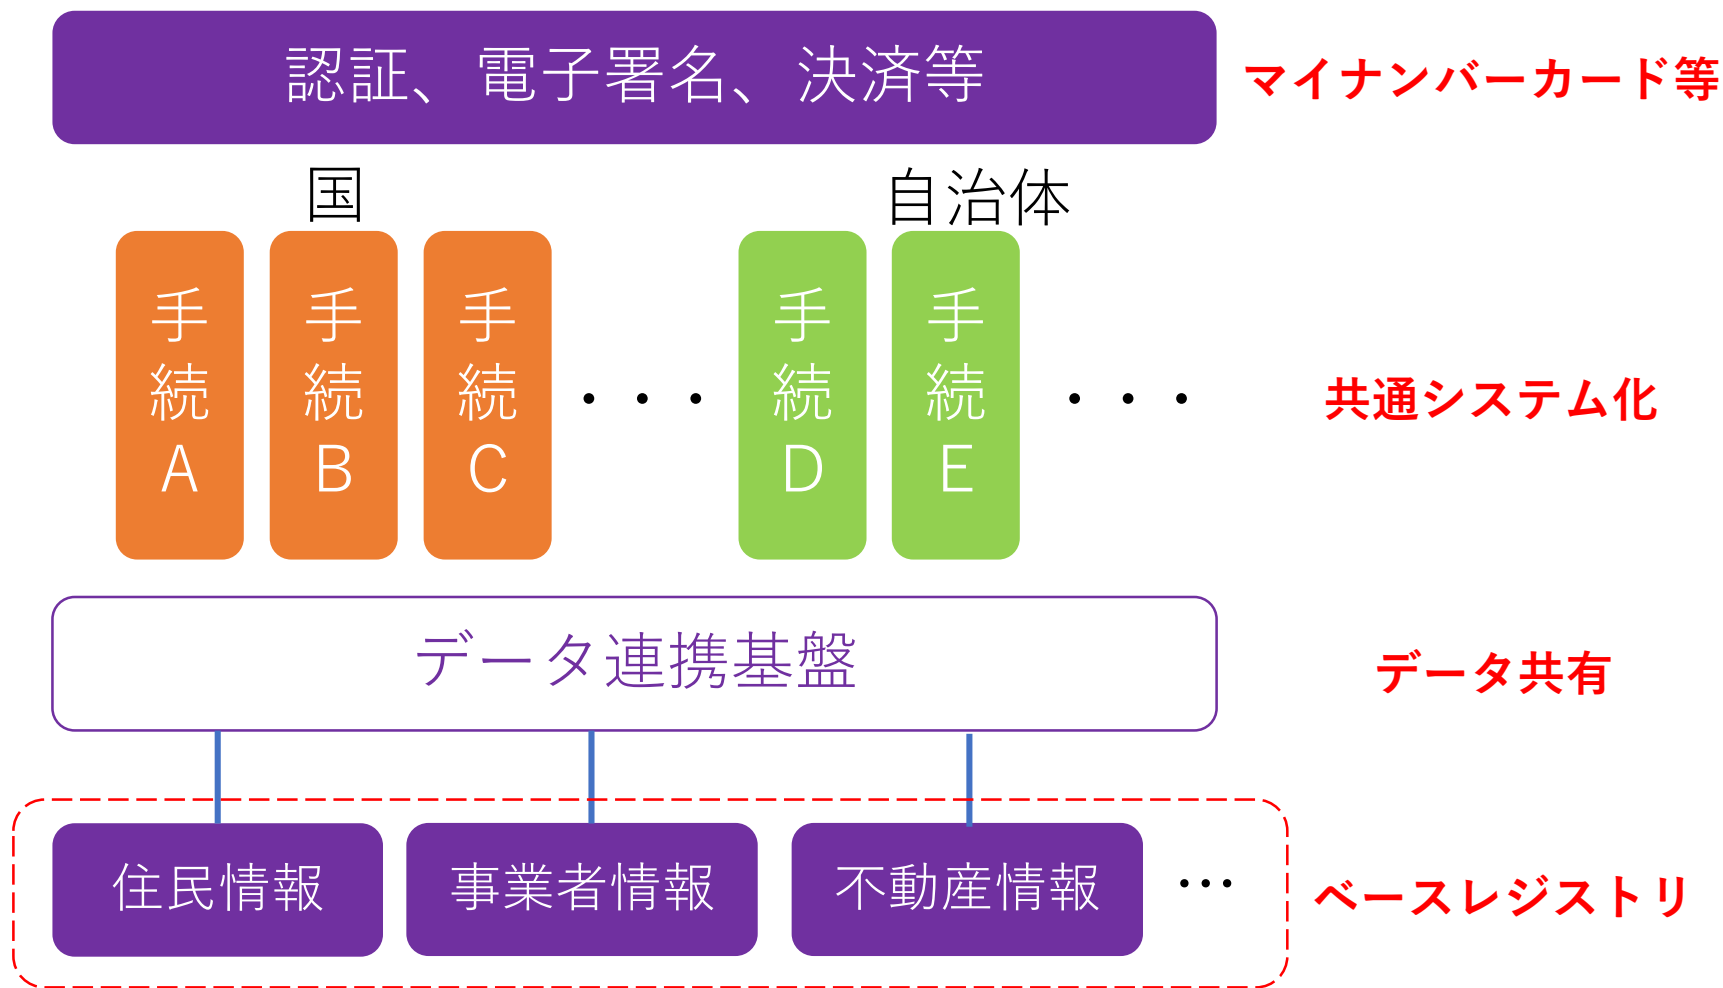 認証、電子署名、決済等
マイナンバーカード等
国
自治体
手続A
手続B
手続C
・・・
手続D
手続E
・・・
共通システム化
データ連携基盤
データ共有
住民情報
事業者情報
不動産情報
…
ベースレジストリ